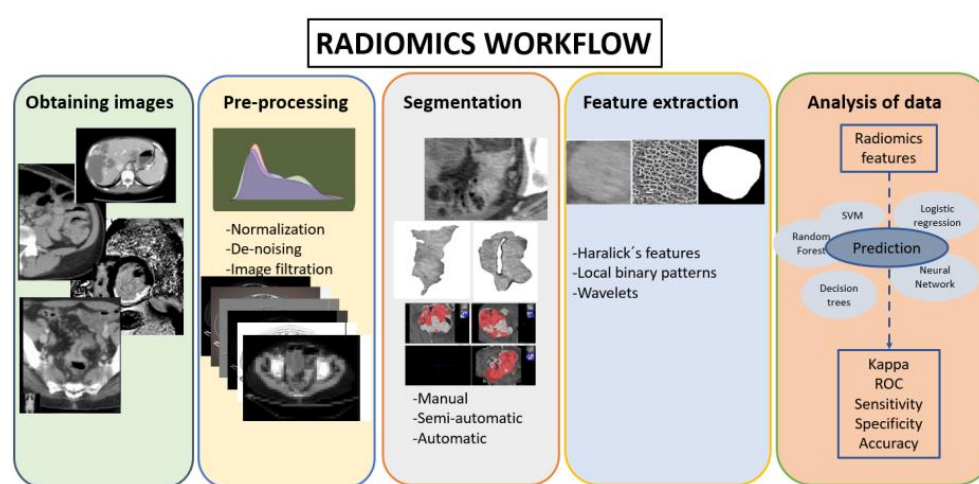 RADIOMICS WORKFLOW
Obtaining images
Pre-processing
-Normalization
-De-noising
-Image filtration
Segmentation
-Manual
-Semi-automatic
-Automatic
Feature extraction
-Haralick´s features
-Local binary patterns
-Wavelets
Analysis of data
Radiomics
features
SVM
Logistic
regression
Random
Forest
Prediction
Neural
Network
Decision
trees
Kappa
ROC
Sensitivity
Specificity
Accuracy